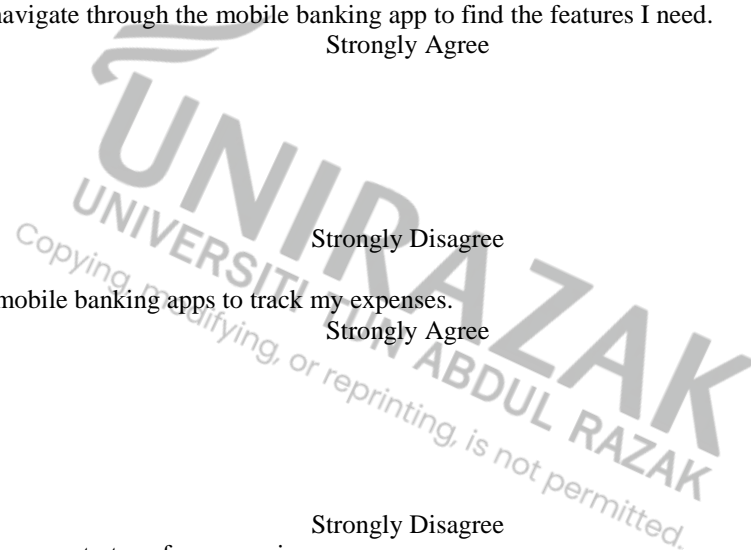 navigate through the mobile banking app to find the features I need.
Strongly Agree
UNIRAZAK
UNIVERSITI TUN ABDUL RAZAK
Copying, modifying, or reprinting, is not permitted.
Strongly Disagree
mobile banking apps to track my expenses.
Strongly Agree
Strongly Disagree